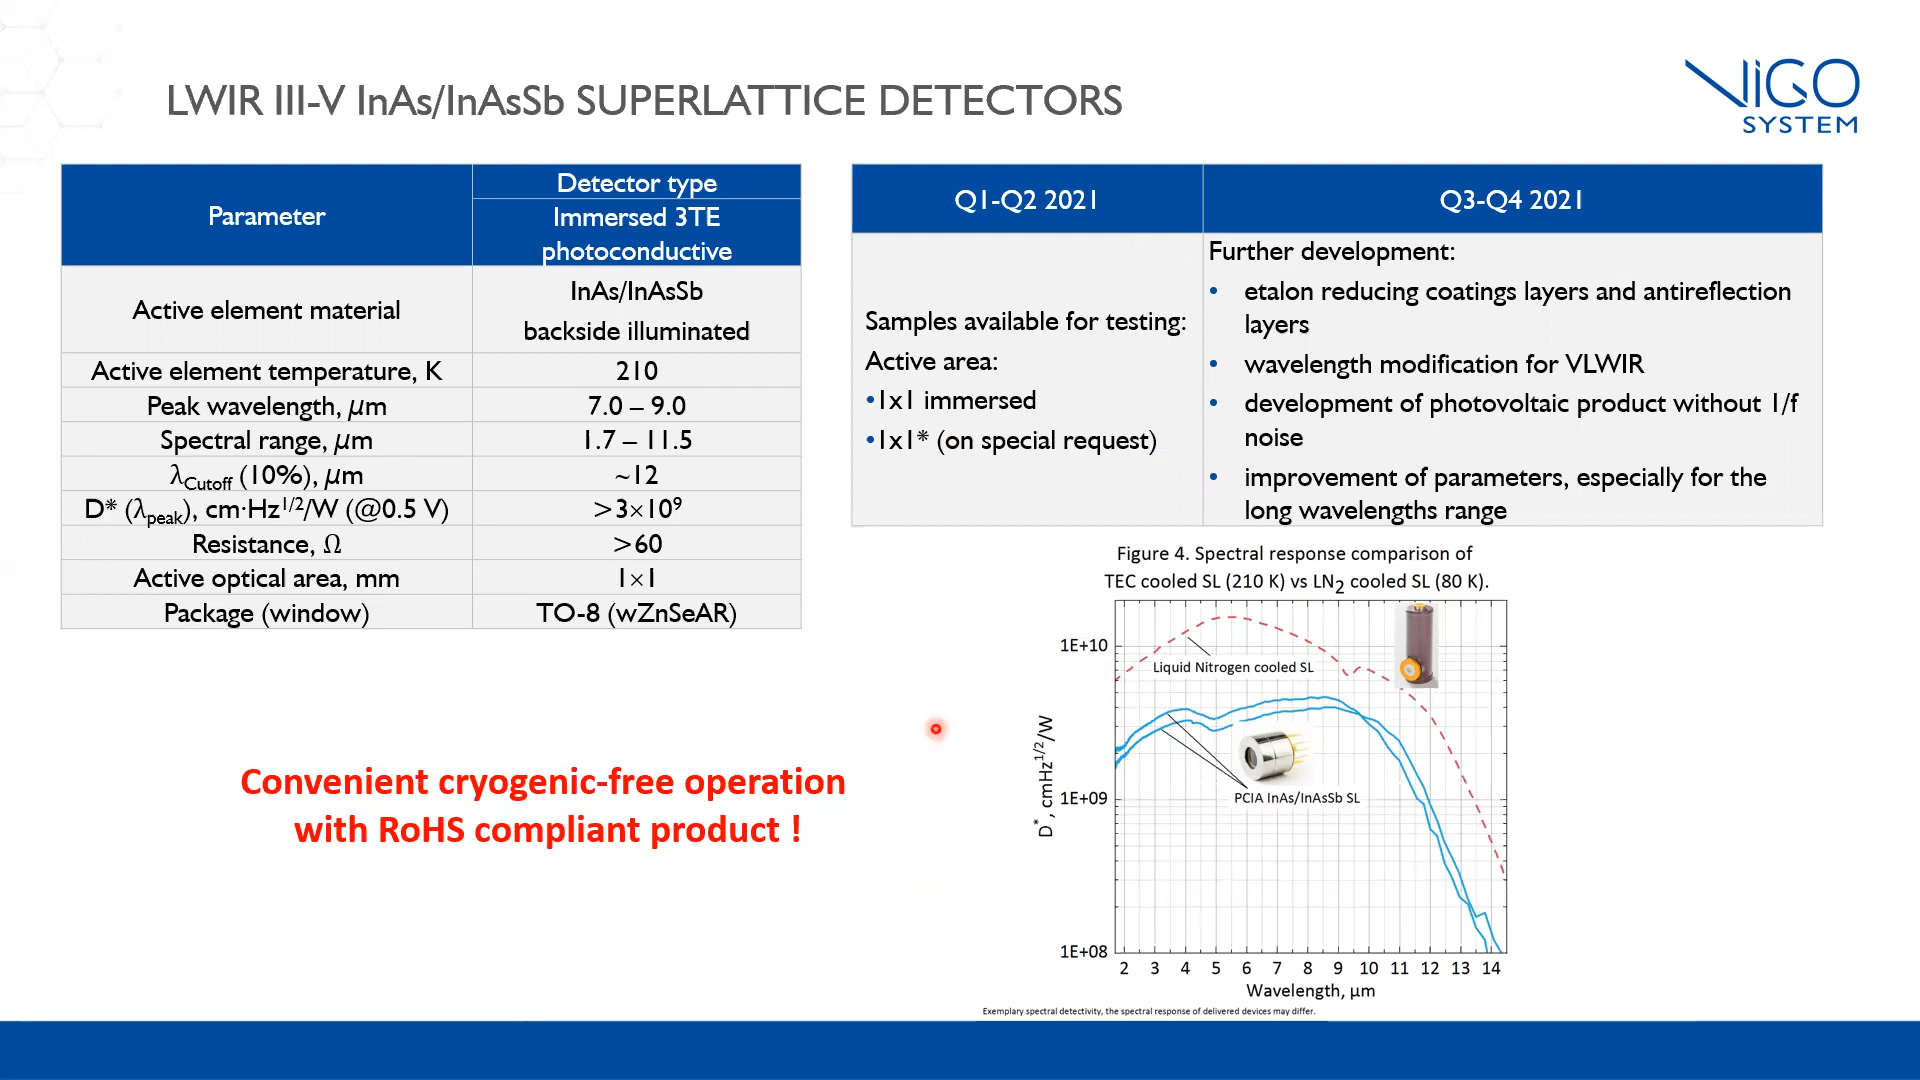 LWIR III-V InAs/InAsSb SUPERLATTICE DETECTORS
VIGO
SYSTEM
Parameter
Detector type
Immersed 3TE
photoconductive
Active element material
InAs/InAsSb
backside illuminated
Active element temperature, K
210
Peak wavelength, μm
7.0 – 9.0
Spectral range, μm
1.7 – 11.5
λCutoff (10%), μm
~12
D* (λpeak), cm·Hz1/2/W (@0.5 V)
>3×10⁹
Resistance, Ω
>60
Active optical area, mm
1×1
Package (window)
TO-8 (wZnSeAR)
Q1-Q2 2021
Q3-Q4 2021
Samples available for testing:
Active area:
•1x1 immersed
•1x1* (on special request)
Further development:
• etalon reducing coatings layers and antireflection
layers
• wavelength modification for VLWIR
• development of photovoltaic product without 1/f
noise
• improvement of parameters, especially for the
long wavelengths range
Convenient cryogenic-free operation
with RoHS compliant product !
Figure 4. Spectral response comparison of
TEC cooled SL (210 K) vs LN2 cooled SL (80 K).
1E+10
1E+09
1E+08
D*, cmHz1/2/W
Liquid Nitrogen cooled SL
PCIA InAs/InAsSb SL
2 3 4 5 6 7 8 9 10 11 12 13 14
Wavelength, μm
Exemplary spectral detectivity, the spectral response of delivered devices may differ.